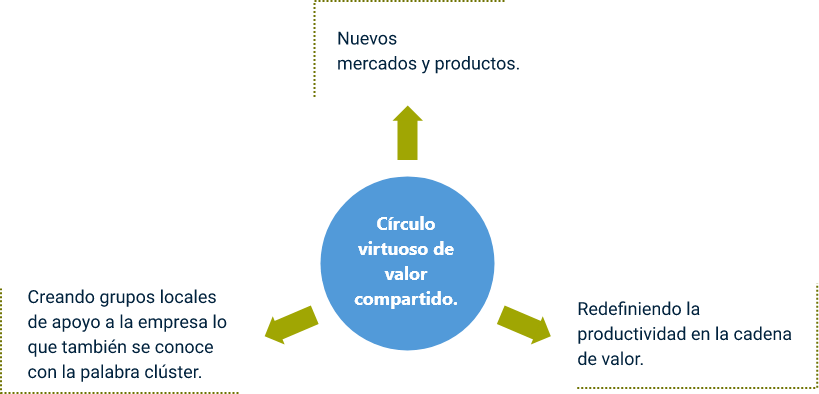 Nuevos
mercados y productos.
Círculo
virtuoso de
valor
compartido.
Creando grupos locales
de apoyo a la empresa lo
que también se conoce
con la palabra clúster.
Redefiniendo la
productividad en la cadena
de valor.